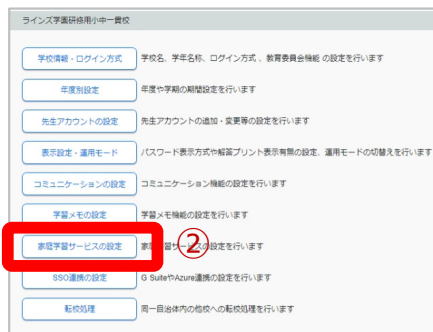 ラインズ学園研修用小中一貫校
学校情報・ログイン方式 学校名、学年名称、ログイン方式、教育委員会機能 の設定を行います
年度別設定 年度や学期の期間設定を行います
先生アカウントの設定 先生アカウントの追加・変更等の設定を行います
表示設定・運用モード パスワード表示方式や解答プリント表示有無の設定、運用モードの切替えを行います
コミュニケーションの設定 コミュニケーション機能の設定を行います
学習メモの設定 学習メモ機能の設定を行います
家庭学習サービスの設定 ② 家 習サービスの設定を行います
SSO連携の設定 G SuiteやAzure連携の設定を行います
転校処理 同一自治体内の他校への転校処理を行います